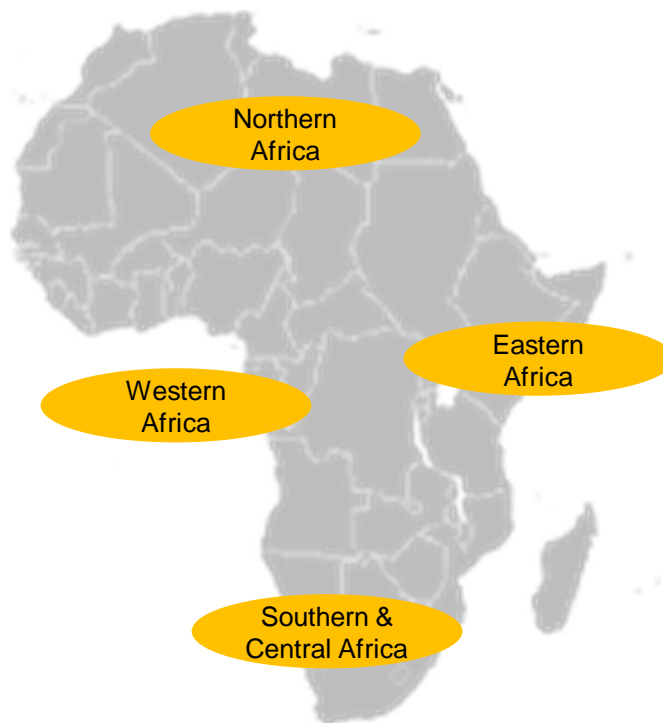 Northern
Africa
Eastern
Africa
Western
Africa
Southern &
Central Africa